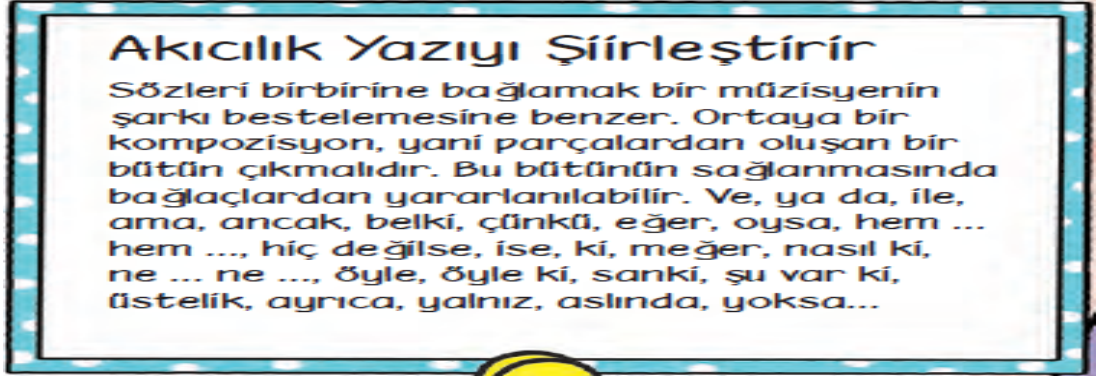 Akıcılık Yazıyı Şiirleştirir
Sözleri birbirine bağlamak bir müzisyenin
şarkı bestelemesine benzer. Ortaya bir
kompozisyon, yani parçalardan oluşan bir
bütün çıkmalıdır. Bu bütünün sağlanmasında
bağlaçlardan yararlanılabilir. Ve, ya da, ile,
ama, ancak, belki, çünkü, eğer, oysa, hem ...
hem ..., hiç değilse, ise, ki, meğer, nasıl ki,
ne ... ne ..., öyle, öyle ki, sanki, şu var ki,
üstelik, ayrıca, yalnız, aslında, yoksa...